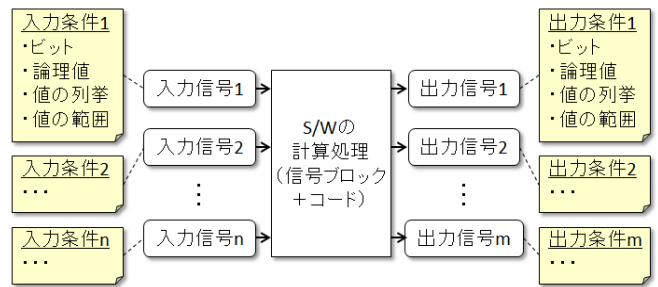 入力条件1
・ビット
・論理値
・値の列挙
・値の範囲
入力条件2
・・・
入力条件n
・・・
入力信号1
入力信号2
⋮
入力信号n
S/Wの
計算処理
（信号ブロック
＋コード）
出力信号1
出力信号2
⋮
出力信号m
出力条件1
・ビット
・論理値
・値の列挙
・値の範囲
出力条件2
・・・
出力条件m
・・・